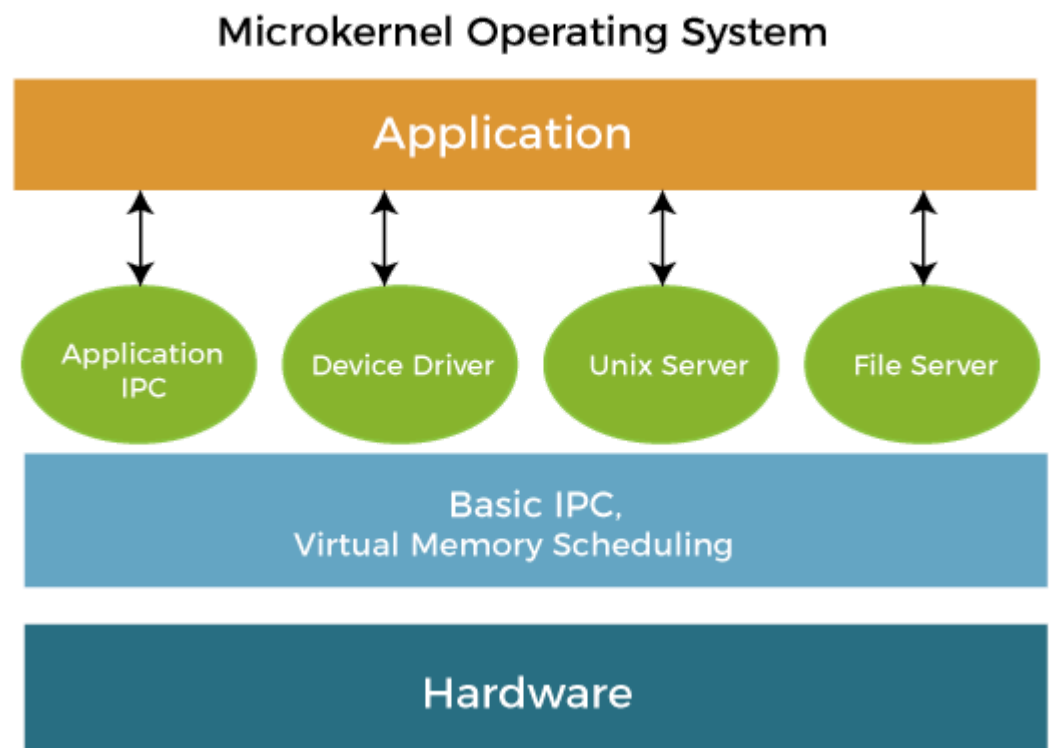 Microkernel Operating System
Application
Application
IPC
Device Driver
Unix Server
File Server
Basic IPC,
Virtual Memory Scheduling
Hardware